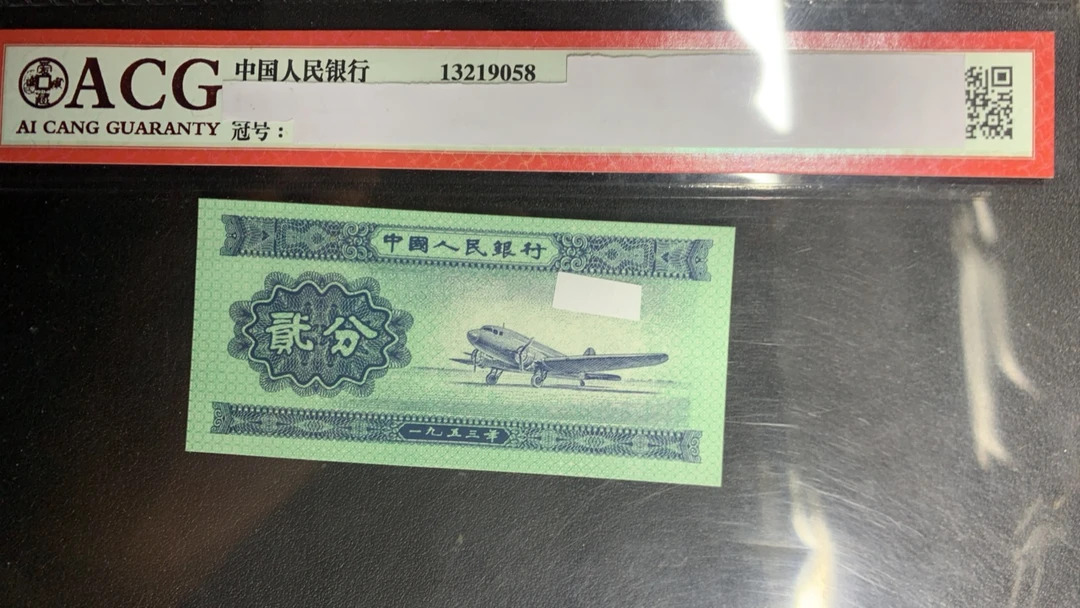 ACG
AI CANG GUARANTY
中国人民银行 13219058
冠号：
中國人民銀行
貳分
一九五三年